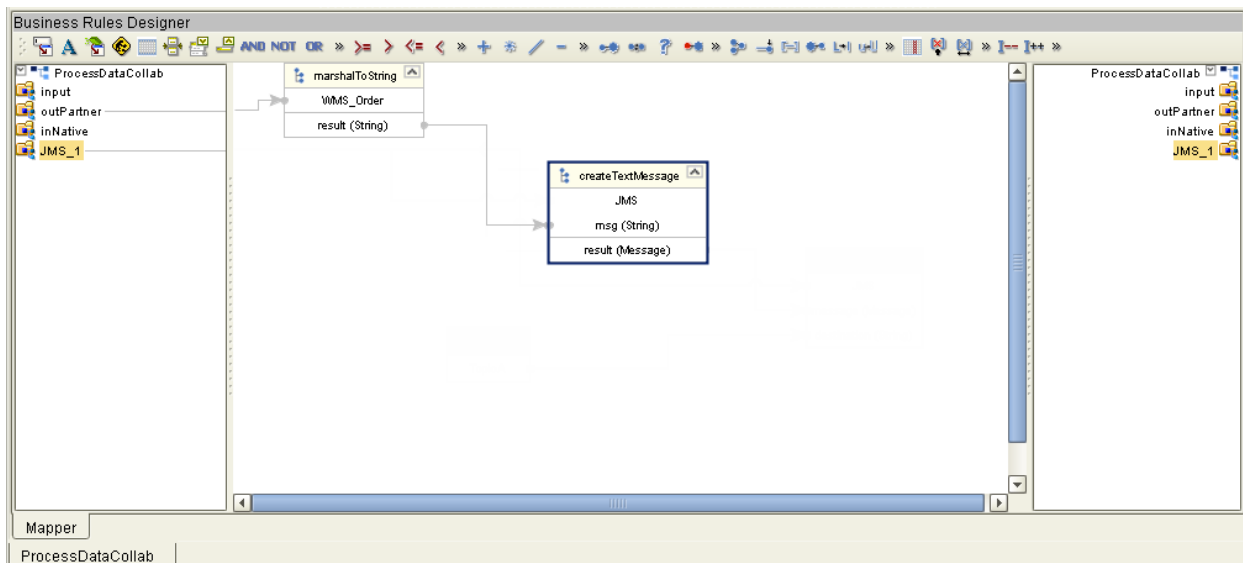 Business Rules Designer
A AND NOT OR » >= > <= < » + * / - » ? » » » I-- I++ »
ProcessDataCollab
input
outPartner
inNative
JMS_1
marshalToString
WMS_Order
result (String)
createTextMessage
JMS
msg (String)
result (Message)
ProcessDataCollab
input
outPartner
inNative
JMS_1
Mapper
ProcessDataCollab